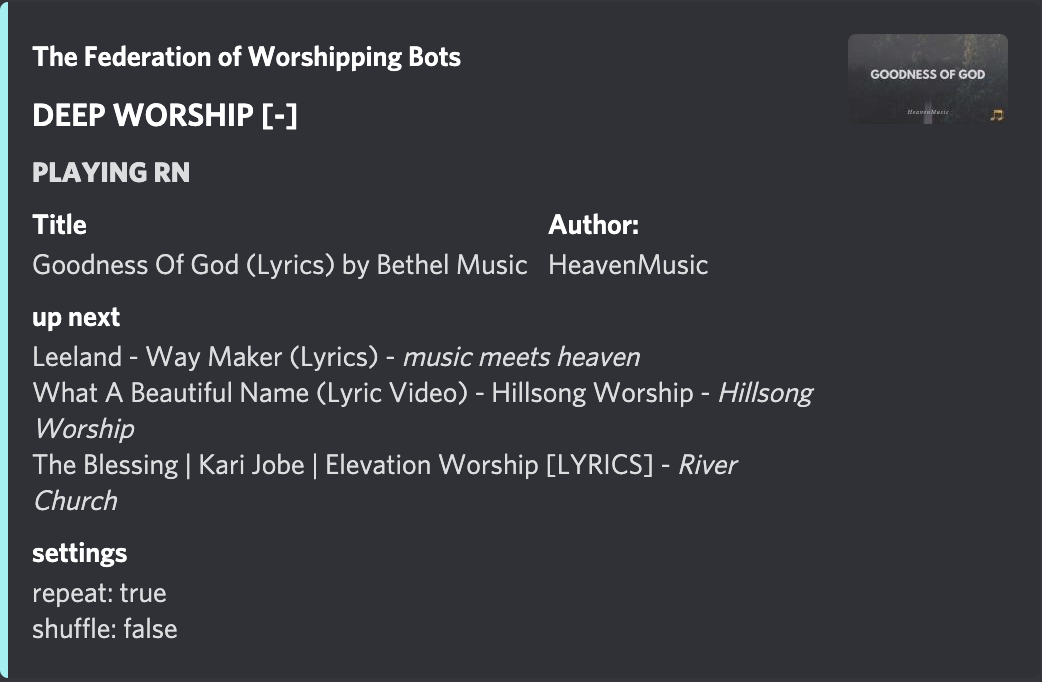 The Federation of Worshipping Bots
GOODNESS OF GOD
HeavenMusic
DEEP WORSHIP [-]
PLAYING RN
Title
Author:
Goodness Of God (Lyrics) by Bethel Music
HeavenMusic
up next
Leeland - Way Maker (Lyrics) - music meets heaven
What A Beautiful Name (Lyric Video) - Hillsong Worship - Hillsong
Worship
The Blessing | Kari Jobe | Elevation Worship [LYRICS] - River
Church
settings
repeat: true
shuffle: false